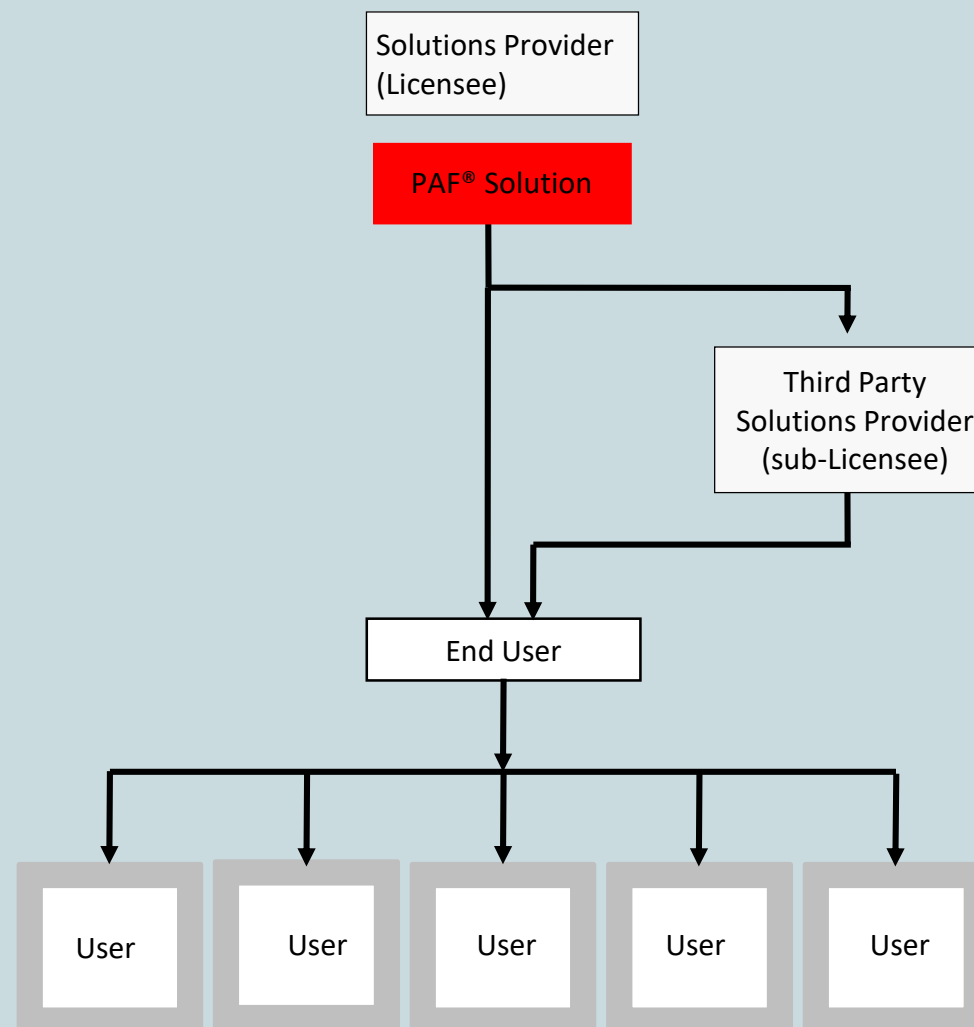 Solutions Provider
(Licensee)
PAF® Solution
Third Party
Solutions Provider
(sub-Licensee)
End User
User
User
User
User
User